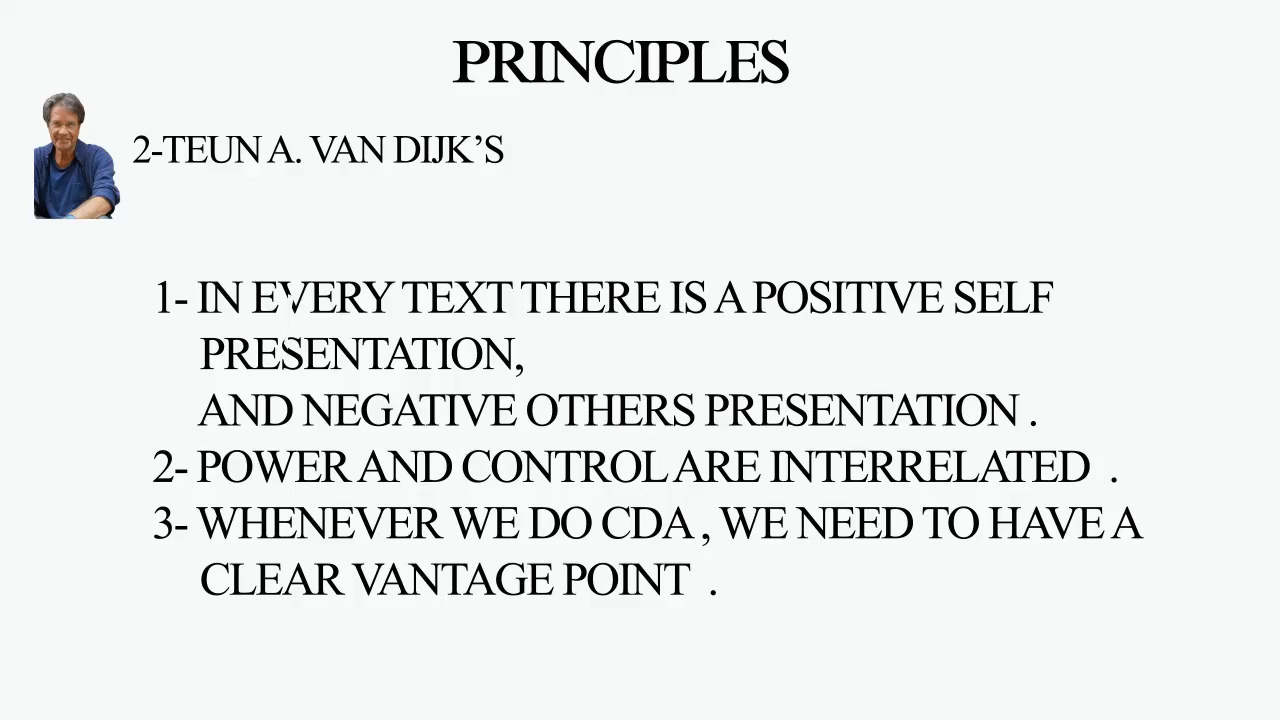 PRINCIPLES
2-TEUN A. VAN DIJK’S
1- IN EVERY TEXT THERE IS A POSITIVE SELF
PRESENTATION,
AND NEGATIVE OTHERS PRESENTATION .
2- POWER AND CONTROL ARE INTERRELATED .
3- WHENEVER WE DO CDA , WE NEED TO HAVE A
CLEAR VANTAGE POINT .